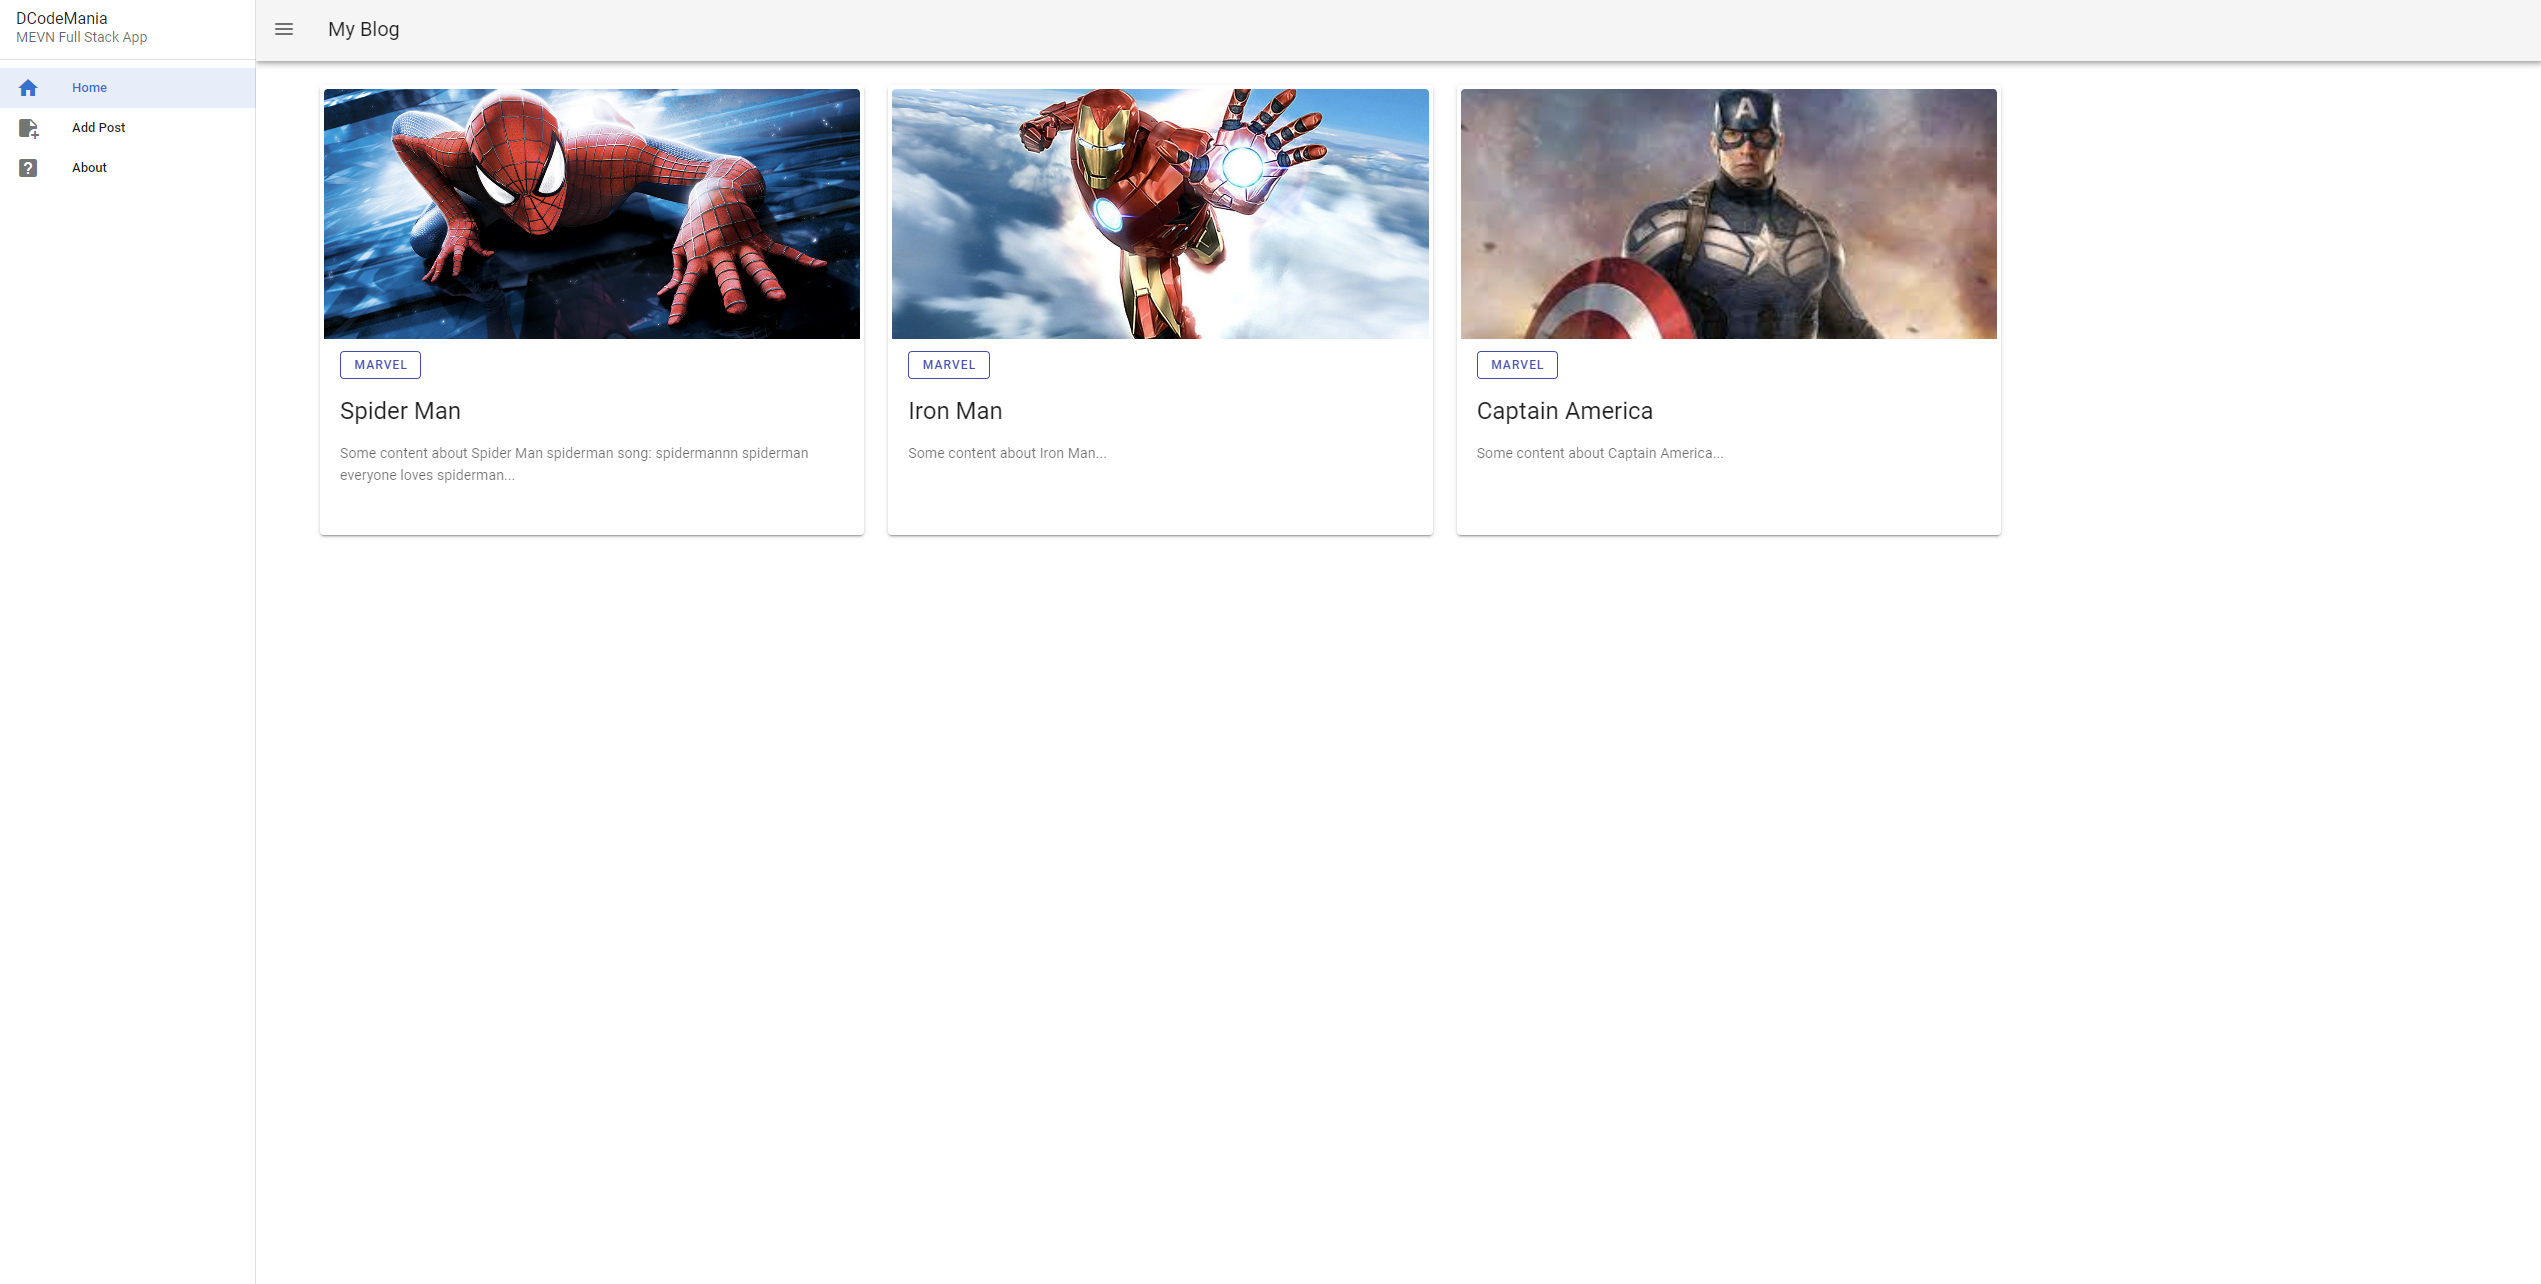 DCodeMania
MEVN Full Stack App
Home
Add Post
About
My Blog
A
MARVEL
Spider Man
Some content about Spider Man spiderman song: spidermannn spiderman
everyone loves spiderman...
MARVEL
Iron Man
Some content about Iron Man...
MARVEL
Captain America
Some content about Captain America...